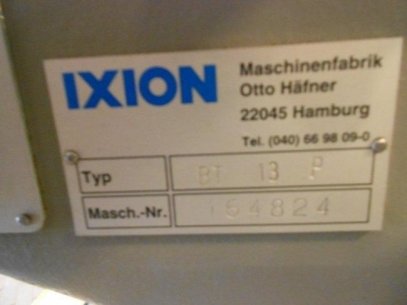 IXION
Maschinenfabrik
Otto Häfner
22045 Hamburg
Tel. (040) 66 98 09-0
Typ BT 13 P
Masch.-Nr. 164824